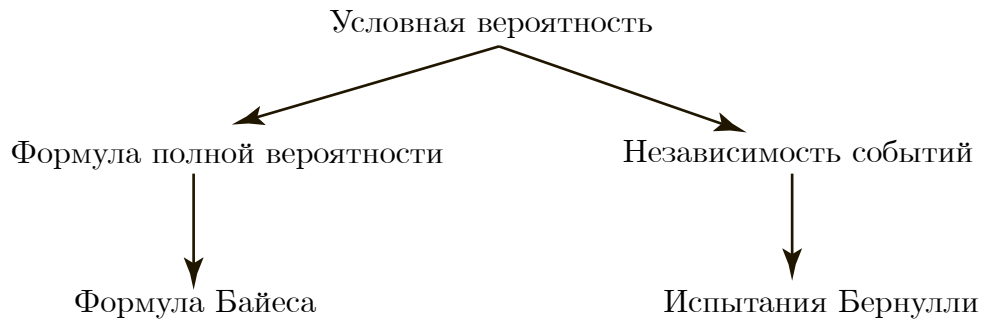 Условная вероятность
Формула полной вероятности
Независимость событий
Формула Байеса
Испытания Бернулли